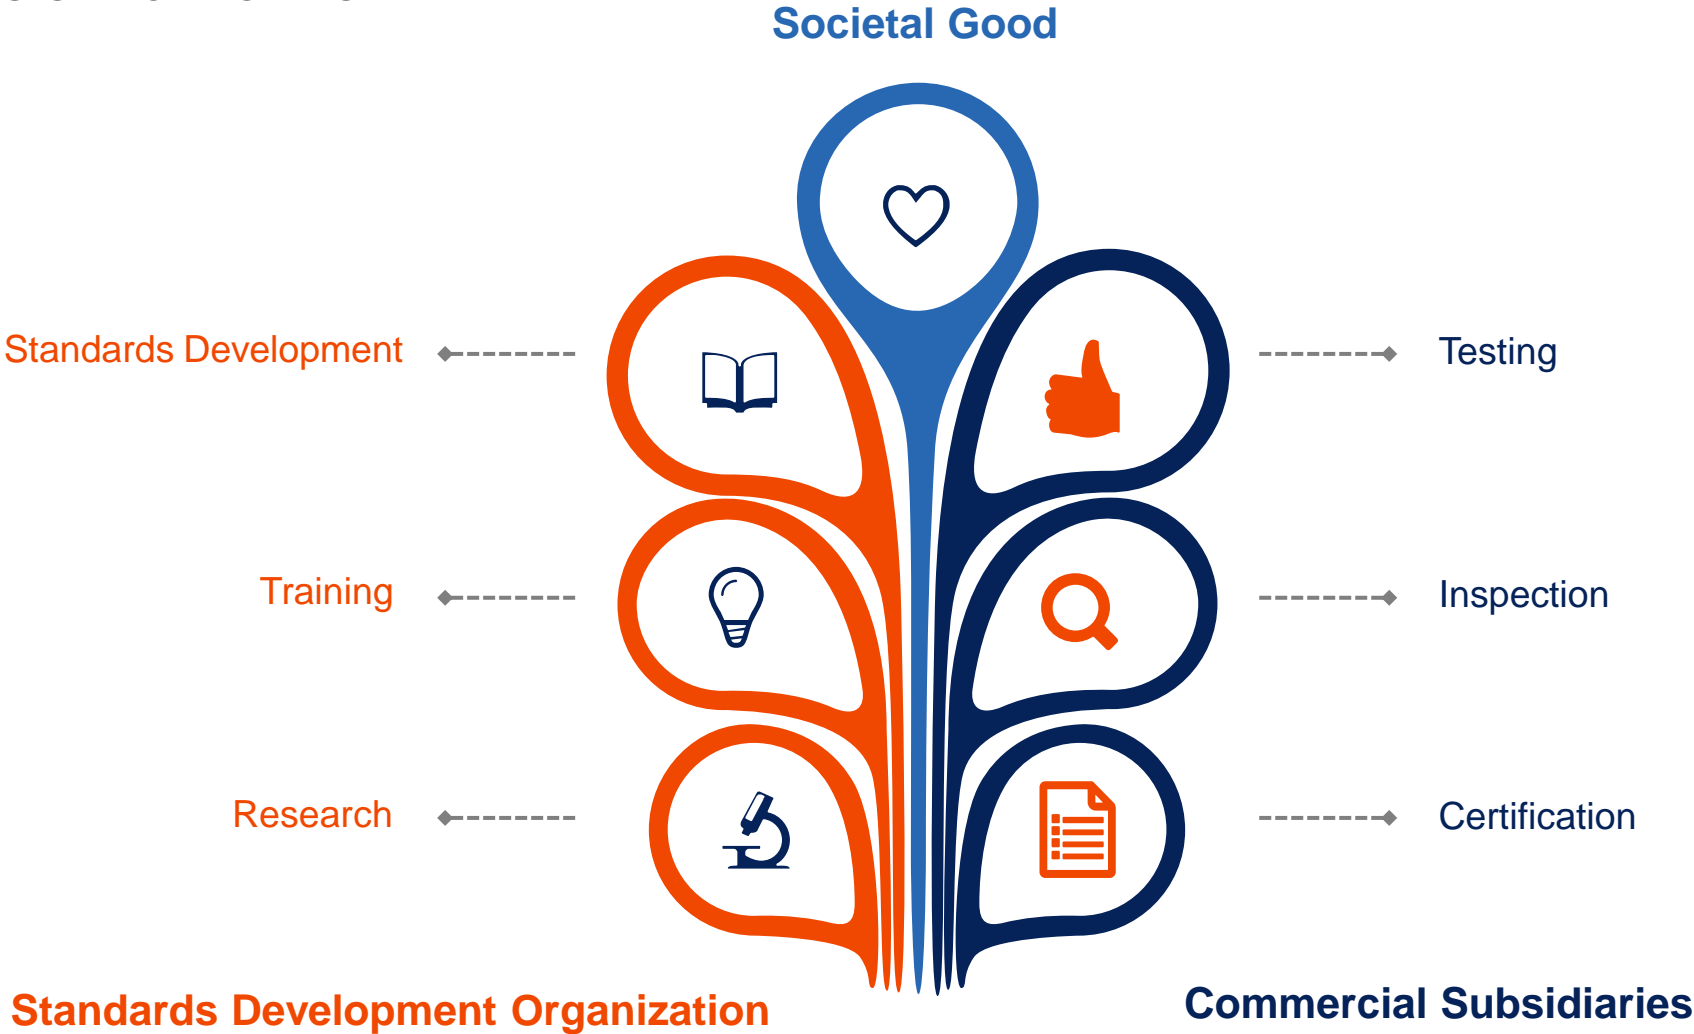 Societal Good
Standards Development
Testing
Training
Inspection
Research
Certification
Standards Development Organization
Commercial Subsidiaries